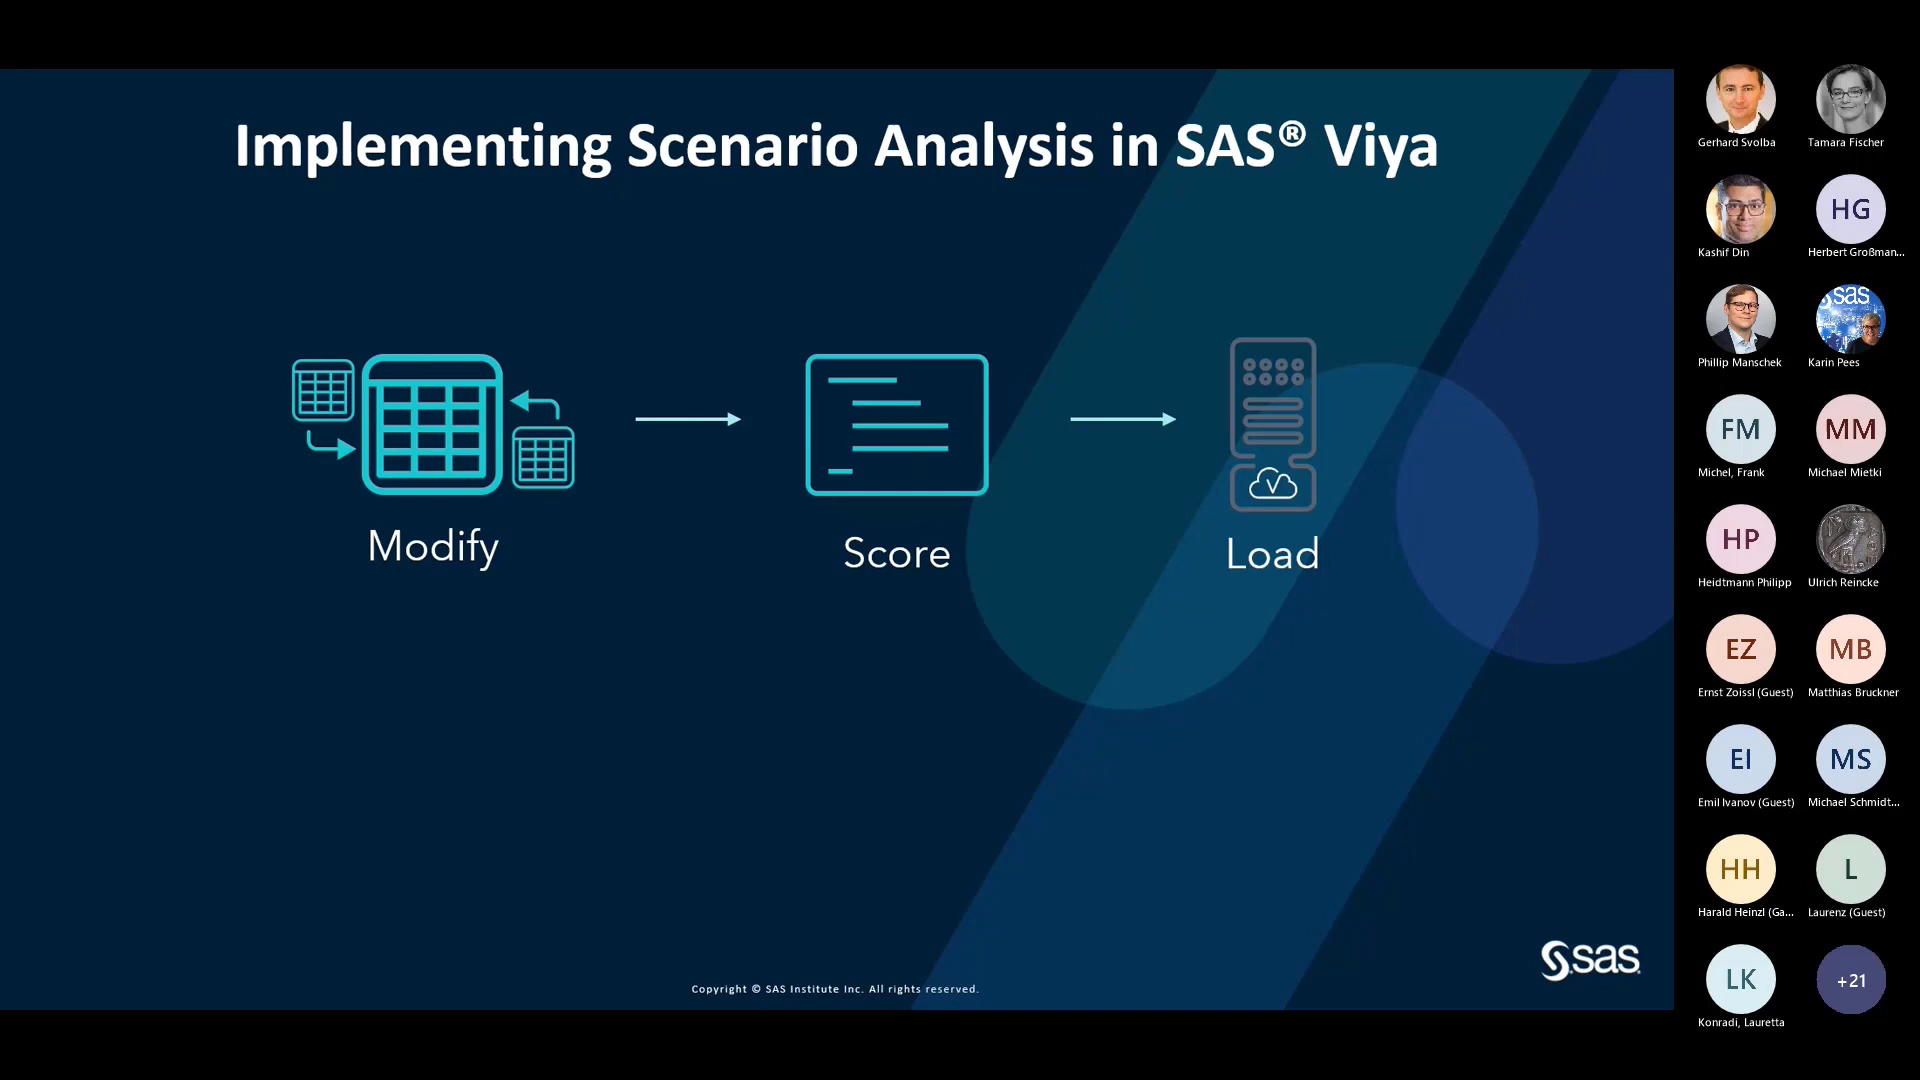 Implementing Scenario Analysis in SAS® Viya
Modify
Score
V
Load
Copyright © SAS Institute Inc. All rights reserved.
sas
Gerhard Svolba
Tamara Fischer
Kashif Din
HG
Herbert Großman...
Phillip Manschek
sas
Karin Pees
FM
Michel, Frank
MM
Michael Mietki
HP
Heidtmann Philipp
Ulrich Reincke
EZ
Ernst Zoissl (Guest)
MB
Matthias Bruckner
EI
Emil Ivanov (Guest)
MS
Michael Schmidt...
HH
Harald Heinzl (Ga...
L
Laurenz (Guest)
LK
Konradi, Lauretta
+21